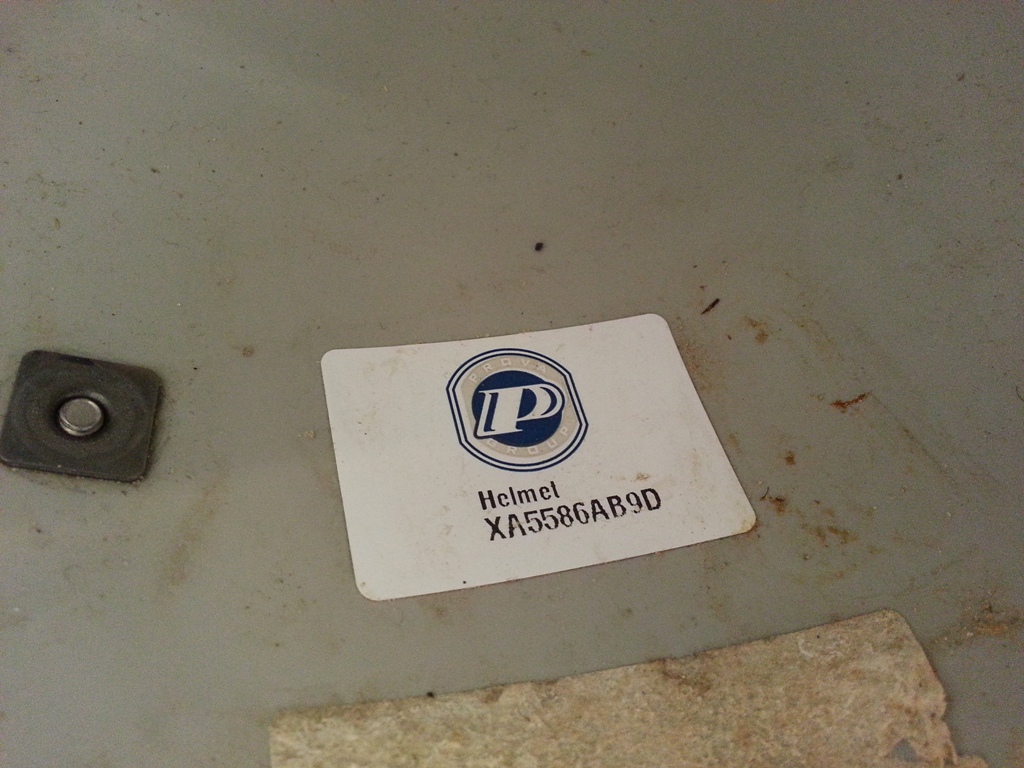 PROVA
P
GROUP
Helmet
XA5586AB9D